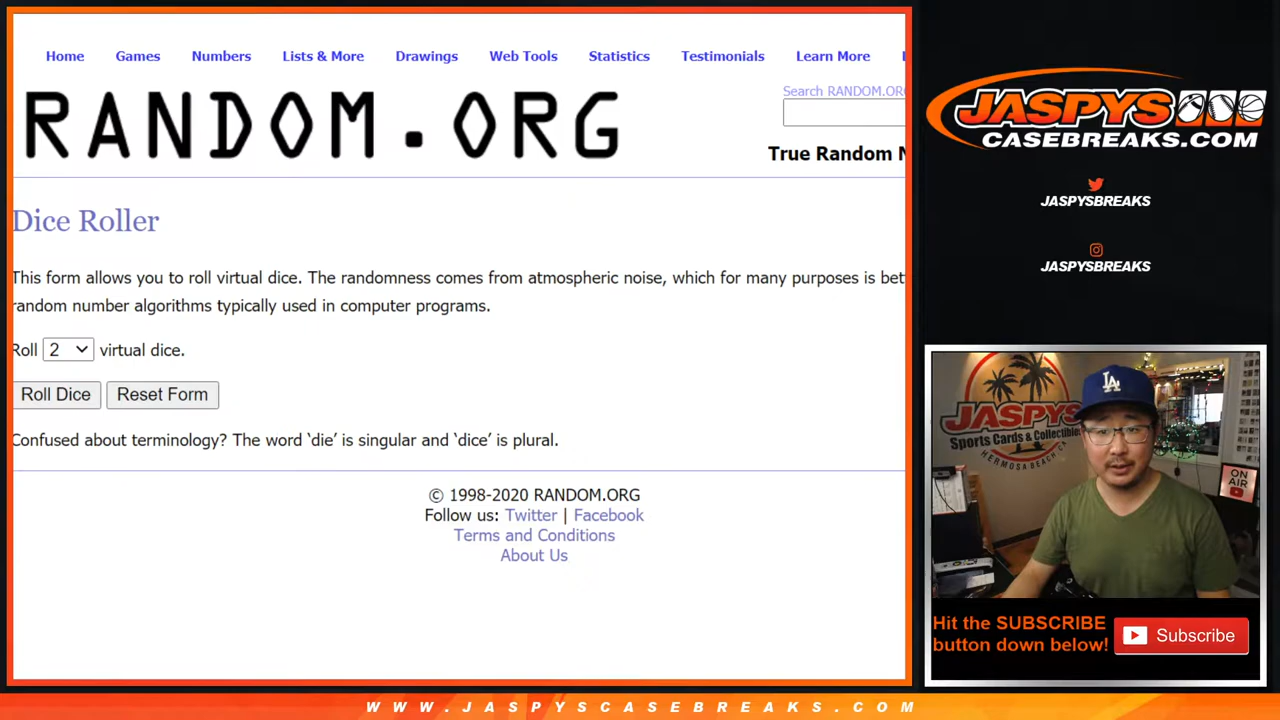 Home Games Numbers Lists & More Drawings Web Tools Statistics Testimonials Learn More
RANDOM.ORG
Search RANDOM.ORG
True Random N
Dice Roller
This form allows you to roll virtual dice. The randomness comes from atmospheric noise, which for many purposes is bet
random number algorithms typically used in computer programs.
Roll 2 virtual dice.
Roll Dice Reset Form
Confused about terminology? The word ‘die’ is singular and ‘dice’ is plural.
© 1998-2020 RANDOM.ORG
Follow us: Twitter | Facebook
Terms and Conditions
About Us
JASPYS
CASEBREAKS.COM
JASPYSBREAKS
JASPYSBREAKS
JASPYS
Sports Cards & Collectibles
HERMOSA BEACH, CA
LA
ON
AIR
Hit the SUBSCRIBE
button down below!
Subscribe
WWW.JASPYSCASEBREAKS.COM